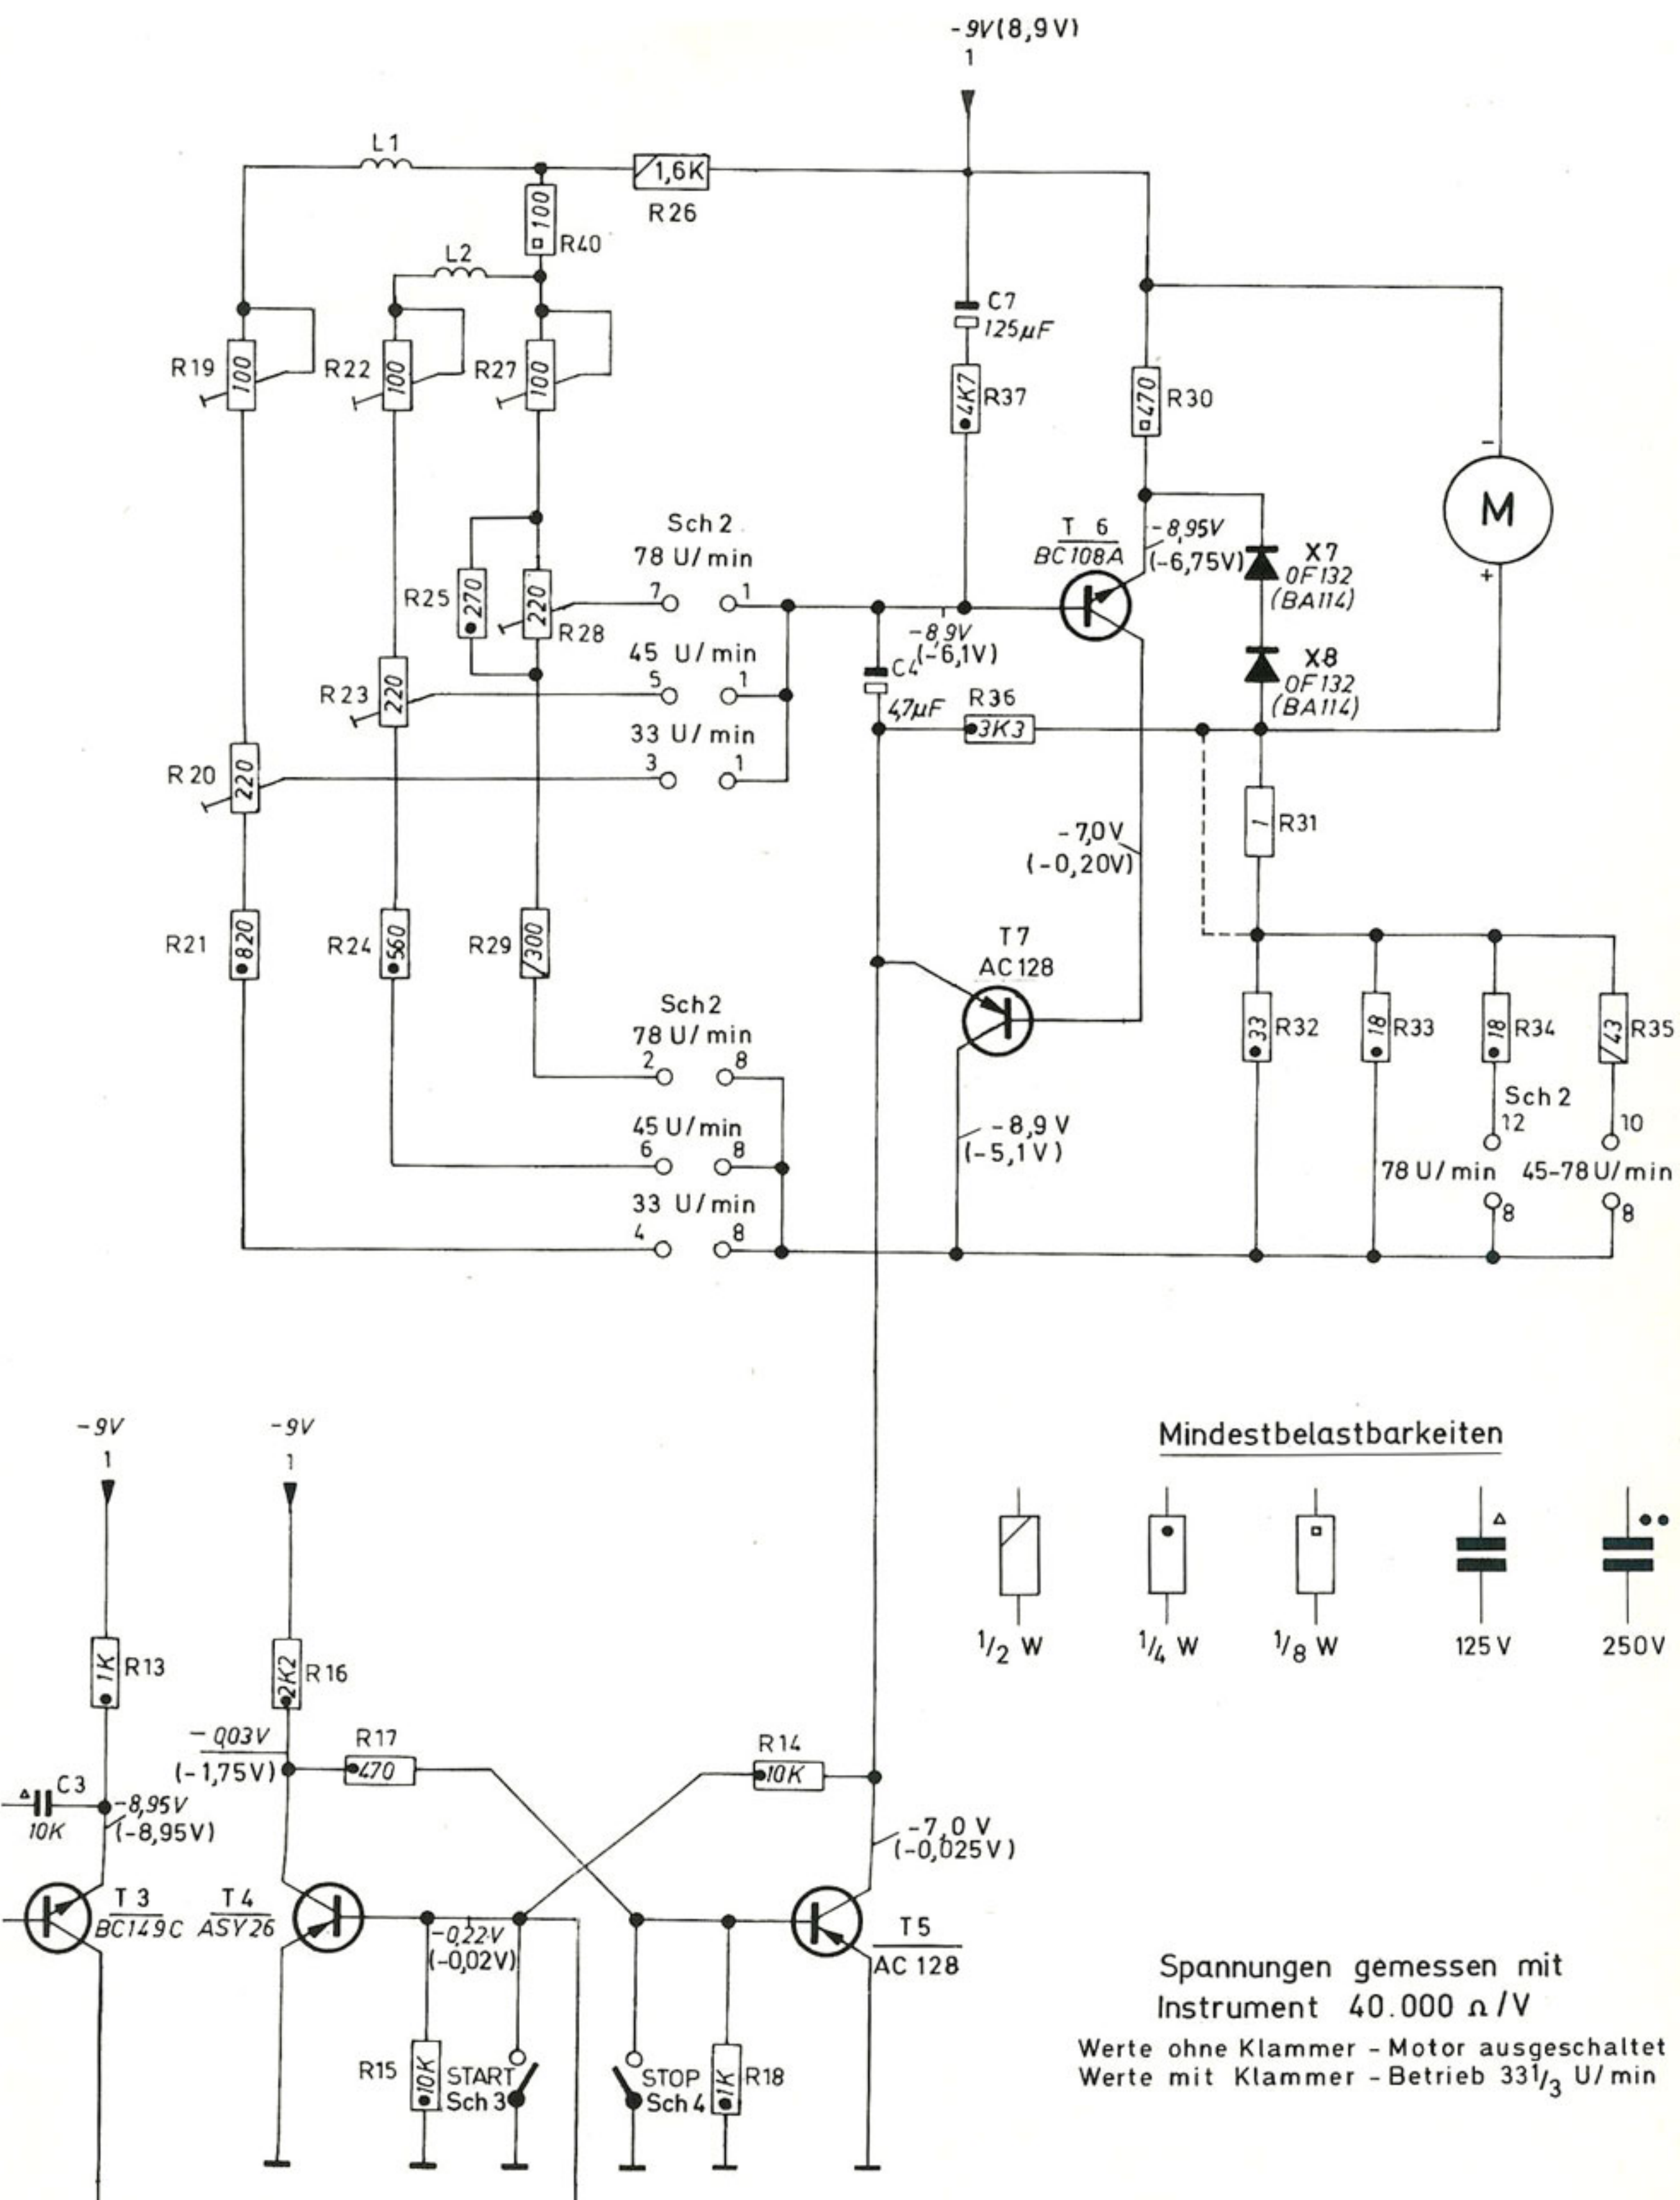 -9V(8,9V)
1
L1
1,6K
R26
100
R40
L2
C7
125µF
R19
100
R22
100
R27
100
4K7
R37
470
R30
-
M
+
Sch 2
78 U/min
7
1
T 6
BC108A
-8,95V
(-6,75V)
X7
OF132
(BA114)
R25
270
220
R28
-8,9V
(-6,1V)
45 U/min
5
1
C4
4,7µF
X8
OF132
(BA114)
R23
220
R36
3K3
33 U/min
3
1
R20
220
1
R31
-7,0V
(-0,20V)
R21
820
R24
560
R29
300
T7
AC128
Sch2
78 U/min
2
8
33
R32
18
R33
18
R34
43
R35
Sch 2
12
10
45 U/min
6
8
-8,9 V
(-5,1V)
78 U/min
45-78U/min
8
8
33 U/min
4
8
-9V
1
-9V
1
Mindestbelastbarkeiten
1/2 W
1/4 W
1/8 W
125V
250V
1K
R13
2K2
R16
-0,03V
(-1,75V)
R17
470
R14
10K
C3
10K
-8,95V
(-8,95V)
-7,0 V
(-0,025V)
T 3
BC149C
T4
ASY26
-0,22V
(-0,02V)
T5
AC 128
R15
10K
START
Sch 3
STOP
Sch 4
1K
R18
Spannungen gemessen mit
Instrument 40.000 Ω/V
Werte ohne Klammer - Motor ausgeschaltet
Werte mit Klammer - Betrieb 33 1/3 U/min